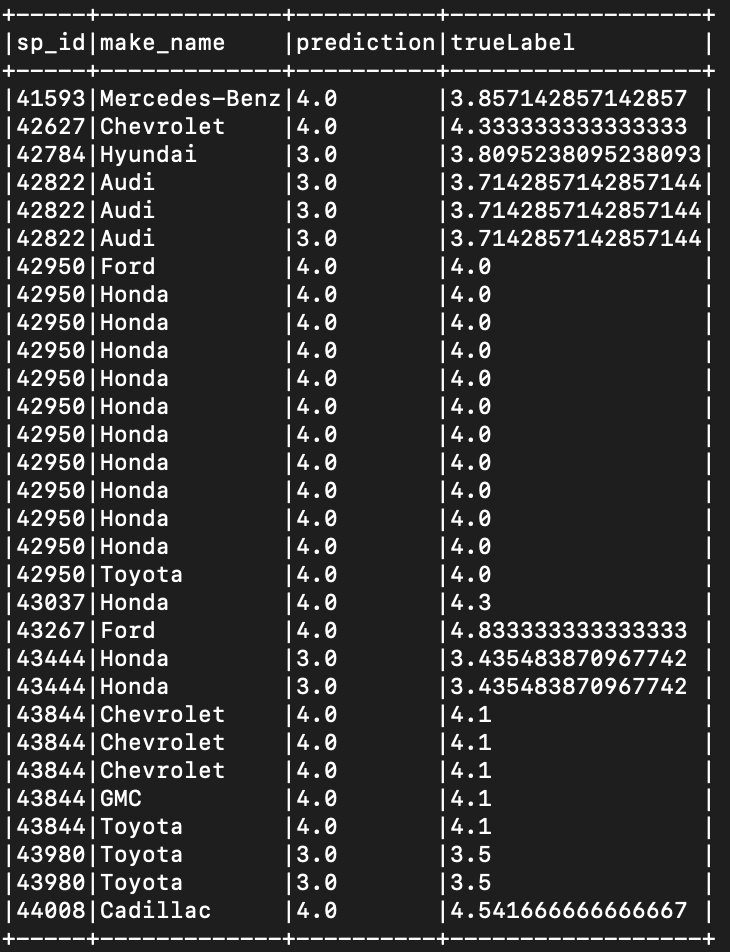 +-----+-------------+----------+------------------+
|sp_id|make_name    |prediction|trueLabel         |
+-----+-------------+----------+------------------+
|41593|Mercedes-Benz|4.0       |3.857142857142857 |
|42627|Chevrolet    |4.0       |4.333333333333333 |
|42784|Hyundai      |3.0       |3.8095238095238093|
|42822|Audi         |3.0       |3.7142857142857144|
|42822|Audi         |3.0       |3.7142857142857144|
|42822|Audi         |3.0       |3.7142857142857144|
|42950|Ford         |4.0       |4.0               |
|42950|Honda        |4.0       |4.0               |
|42950|Honda        |4.0       |4.0               |
|42950|Honda        |4.0       |4.0               |
|42950|Honda        |4.0       |4.0               |
|42950|Honda        |4.0       |4.0               |
|42950|Honda        |4.0       |4.0               |
|42950|Honda        |4.0       |4.0               |
|42950|Honda        |4.0       |4.0               |
|42950|Honda        |4.0       |4.0               |
|42950|Honda        |4.0       |4.0               |
|42950|Toyota       |4.0       |4.0               |
|43037|Honda        |4.0       |4.3               |
|43267|Ford         |4.0       |4.833333333333333 |
|43444|Honda        |3.0       |3.435483870967742 |
|43444|Honda        |3.0       |3.435483870967742 |
|43844|Chevrolet    |4.0       |4.1               |
|43844|Chevrolet    |4.0       |4.1               |
|43844|Chevrolet    |4.0       |4.1               |
|43844|GMC          |4.0       |4.1               |
|43844|Toyota       |4.0       |4.1               |
|43980|Toyota       |3.0       |3.5               |
|43980|Toyota       |3.0       |3.5               |
|44008|Cadillac     |4.0       |4.541666666666667 |
+-----+-------------+----------+------------------+